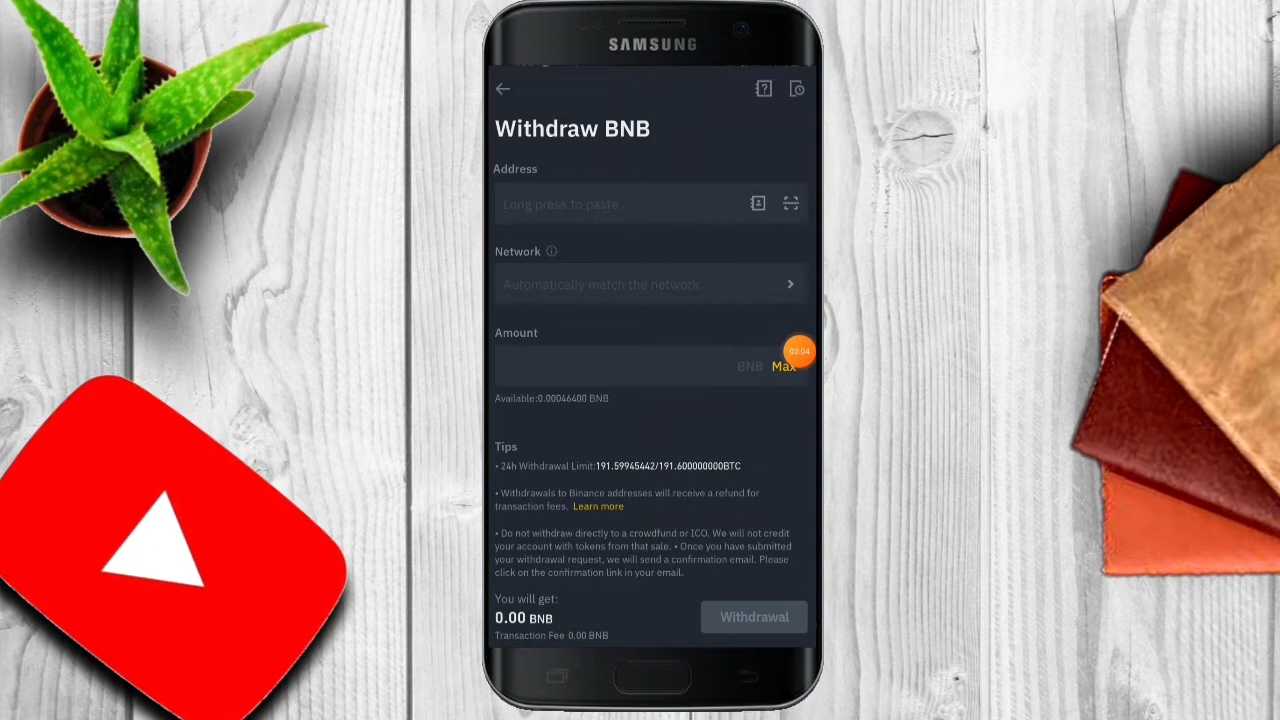 SAMSUNG
Withdraw BNB
Address
Long press to paste
Network
Automatically match the network
Amount
BNB Max
03:04
Available:0.00046400 BNB
Tips
• 24h Withdrawal Limit:191.59945442/191.600000000BTC
• Withdrawals to Binance addresses will receive a refund for
transaction fees. Learn more
• Do not withdraw directly to a crowdfund or ICO. We will not credit
your account with tokens from that sale. • Once you have submitted
your withdrawal request, we will send a confirmation email. Please
click on the confirmation link in your email.
You will get:
0.00 BNB
Withdrawal
Transaction Fee 0.00 BNB